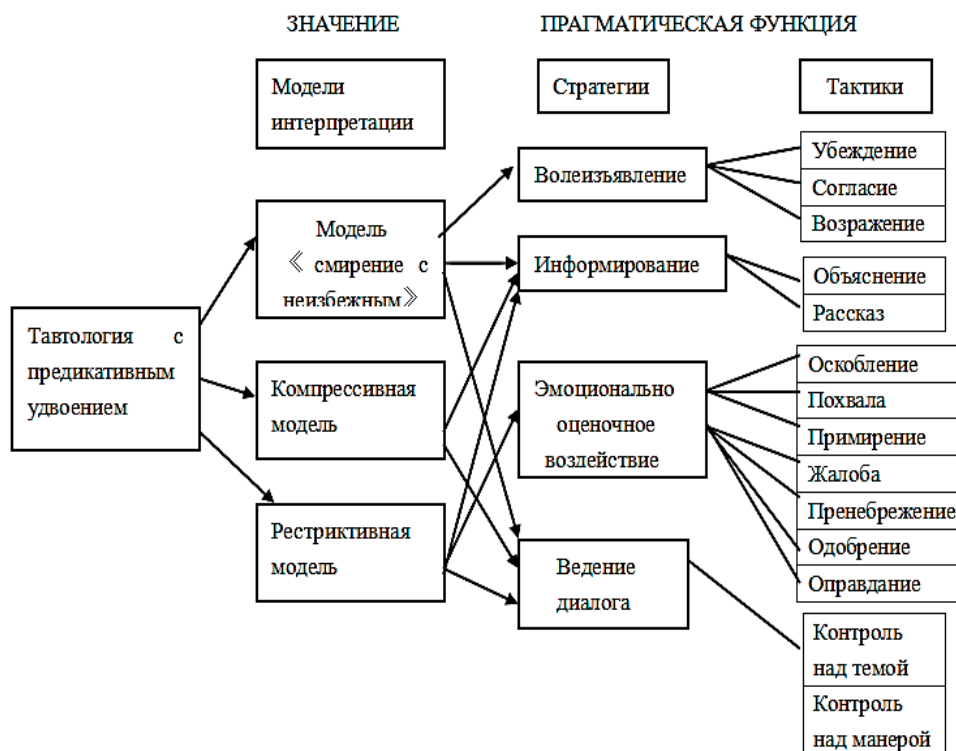 ЗНАЧЕНИЕ
ПРАГМАТИЧЕСКАЯ ФУНКЦИЯ
Модели
интерпретации
Стратегии
Тактики
Тавтология с
предикативным
удвоением
Модель
《 смирение с
неизбежным》
Компрессивная
модель
Рестриктивная
модель
Волеизъявление
Информирование
Эмоционально
оценочное
воздействие
Ведение
диалога
Убеждение
Согласие
Возражение
Объяснение
Рассказ
Оскобление
Похвала
Примирение
Жалоба
Пренебрежение
Одобрение
Оправдание
Контроль
над темой
Контроль
над манерой